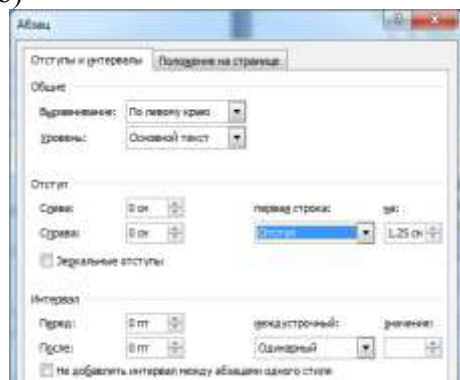 б)
Абзац
Отступы и интервалы Положение на странице
Общие
Выравнивание: По левому краю
Уровень: Основной текст
Отступ
Слева: 0 см первая строка: на:
Справа: 0 см Отступ 1,25 см
Зеркальные отступы
Интервал
Перед: 0 пт междустрочный: значение:
После: 0 пт Одинарный
Не добавлять интервал между абзацами одного стиля